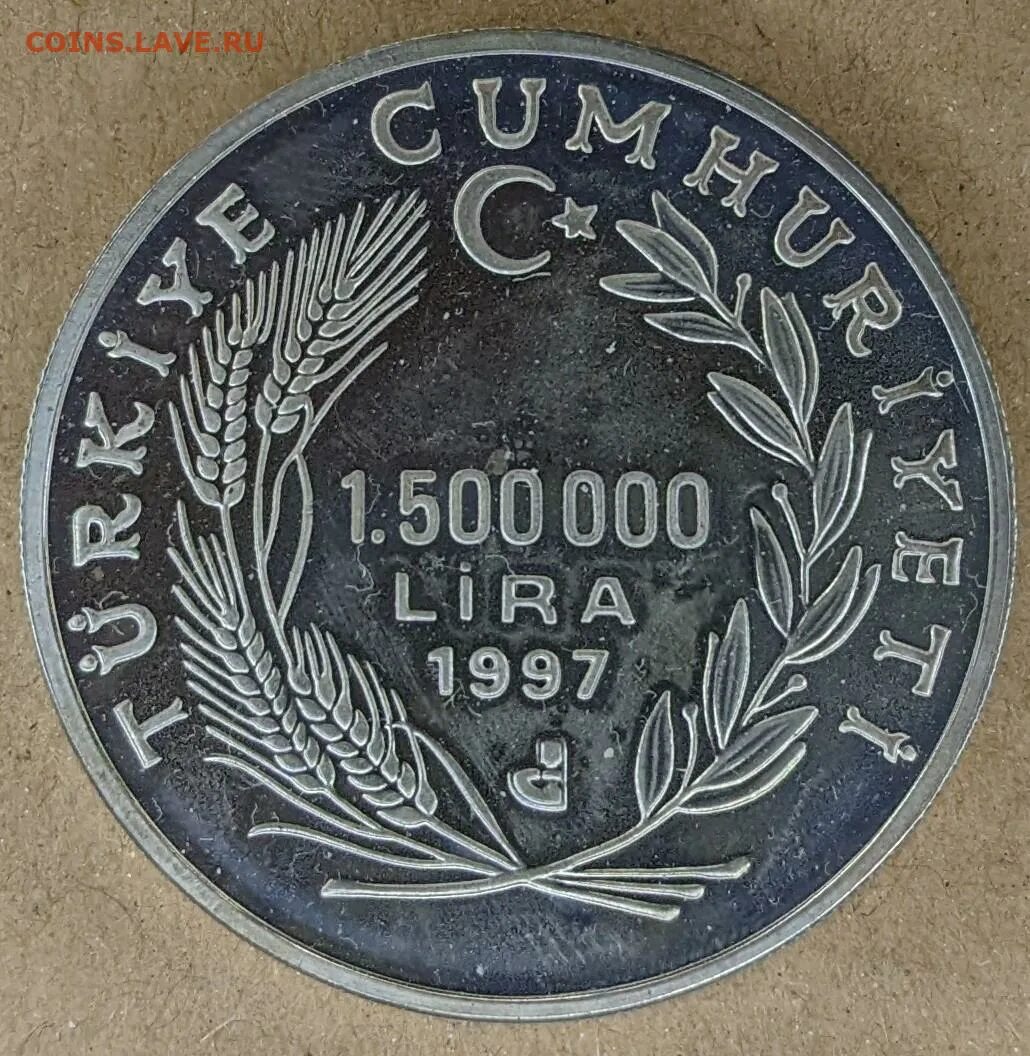 COINS.LAVE.RU
TÜRKİYE CUMHURİYETİ
1.500 000
LİRA
1997